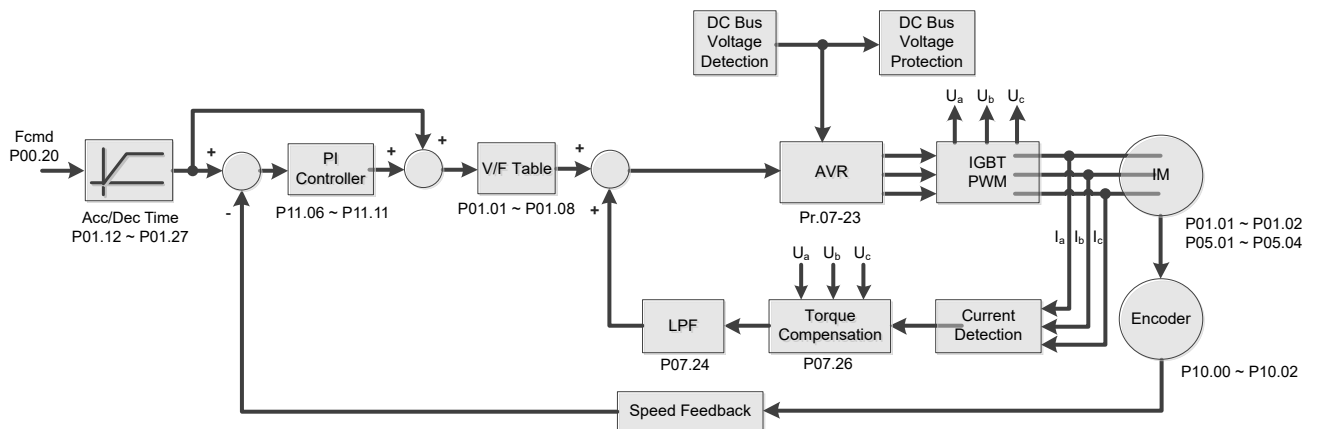 DC Bus
Voltage
Detection
DC Bus
Voltage
Protection
Ua
Ub
Uc
Fcmd
P00.20
+
-
PI
Controller
+
+
V/F Table
+
+
AVR
IGBT
PWM
IM
Acc/Dec Time
P01.12 ~ P01.27
P11.06 ~ P11.11
P01.01 ~ P01.08
Pr.07-23
P01.01 ~ P01.02
P05.01 ~ P05.04
Ia
Ib
Ic
Ua
Ub
Uc
LPF
Torque
Compensation
Current
Detection
Encoder
P07.24
P07.26
P10.00 ~ P10.02
Speed Feedback